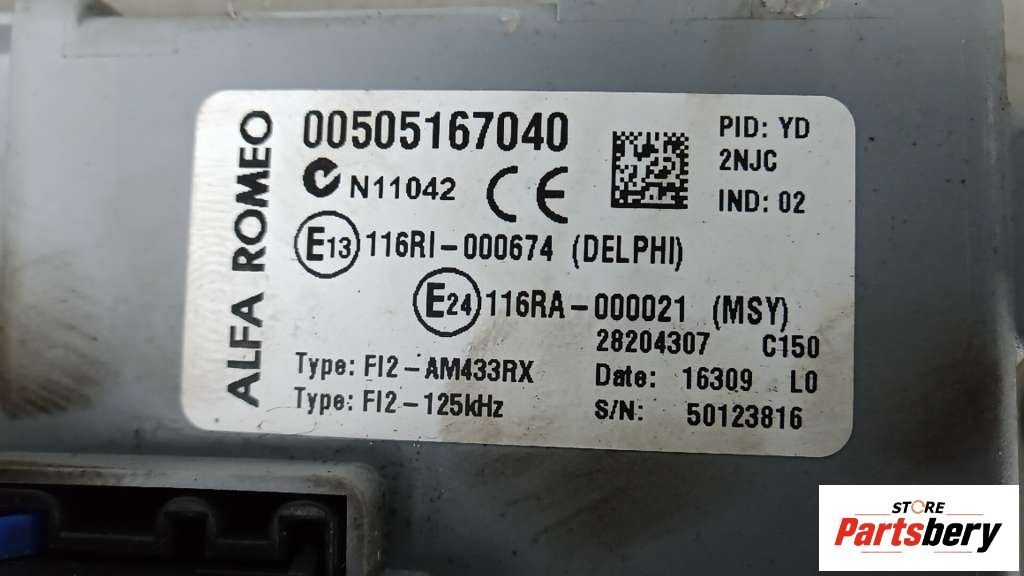 ALFA ROMEO
00505167040
N11042 CE
PID: YD
2NJC
IND: 02
E13 116RI-000674 (DELPHI)
E24 116RA-000021 (MSY)
28204307 C150
Type: FI2-AM433RX
Date: 16309 L0
Type: FI2-125kHz
S/N: 50123816
STORE
Partsbery